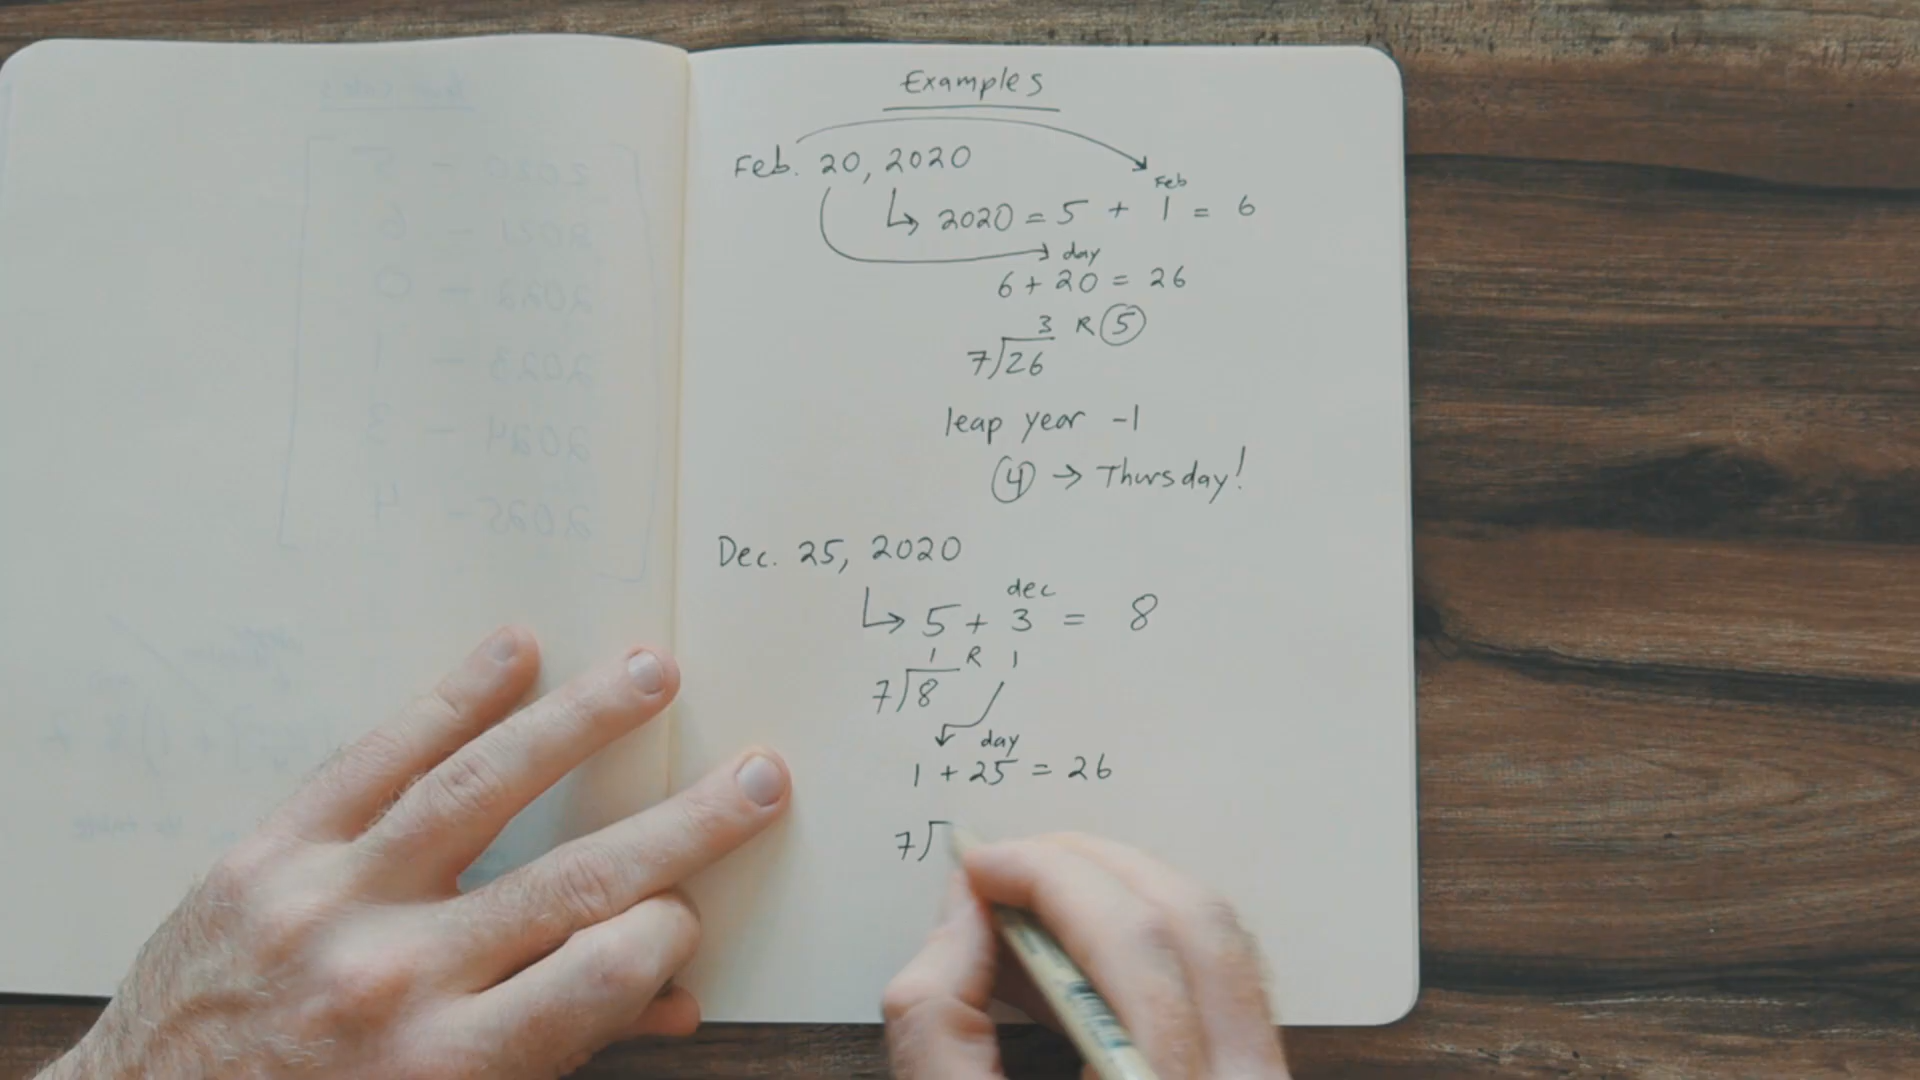 Examples
Feb. 20, 2020
Feb
2020 = 5 + 1 = 6
day
6 + 20 = 26
3 R 5
7 26
leap year -1
4 → Thursday!
Dec. 25, 2020
dec
5 + 3 = 8
1 R 1
7 8
day
1 + 25 = 26
7